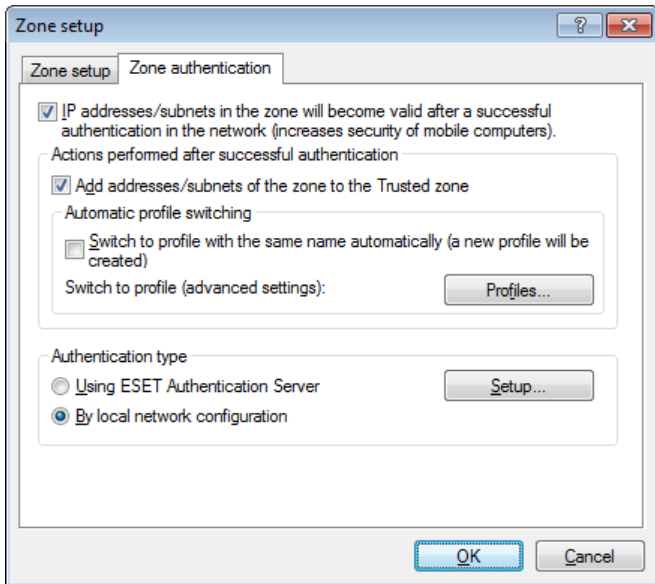 Zone setup
?
Zone setup
Zone authentication
IP addresses/subnets in the zone will become valid after a successful
authentication in the network (increases security of mobile computers).
Actions performed after successful authentication
Add addresses/subnets of the zone to the Trusted zone
Automatic profile switching
Switch to profile with the same name automatically (a new profile will be
created)
Switch to profile (advanced settings):
Profiles...
Authentication type
Using ESET Authentication Server
Setup...
By local network configuration
OK
Cancel